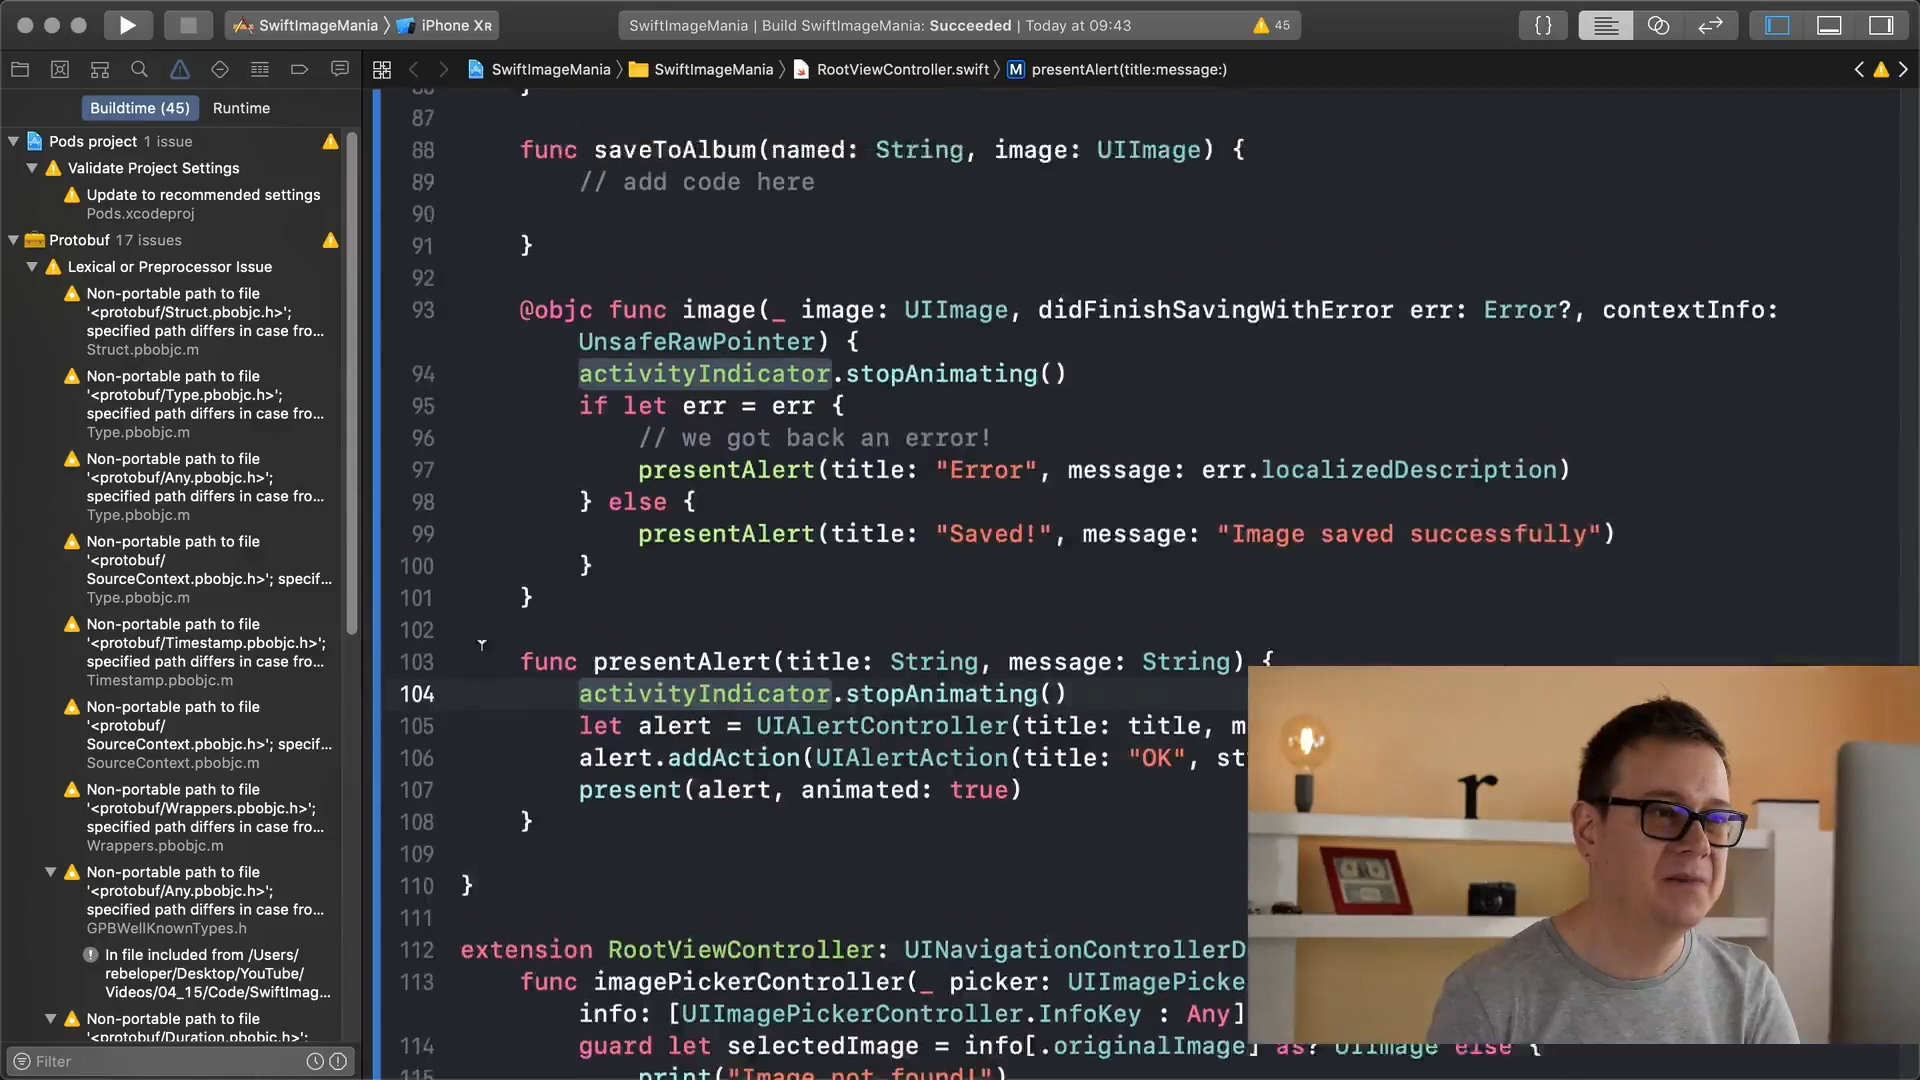 SwiftImageMania
iPhone XR
SwiftImageMania | Build SwiftImageMania: Succeeded | Today at 09:43
45
SwiftImageMania
SwiftImageMania
RootViewController.swift
M
presentAlert(title:message:)
Buildtime (45)
Runtime
Pods project 1 issue
Validate Project Settings
Update to recommended settings
Pods.xcodeproj
Protobuf 17 issues
Lexical or Preprocessor Issue
Non-portable path to file
'<protobuf/Struct.pbobjc.h>';
specified path differs in case fro...
Struct.pbobjc.m
Non-portable path to file
'<protobuf/Type.pbobjc.h>';
specified path differs in case fro...
Type.pbobjc.m
Non-portable path to file
'<protobuf/Any.pbobjc.h>';
specified path differs in case fro...
Type.pbobjc.m
Non-portable path to file
'<protobuf/
SourceContext.pbobjc.h>'; specif...
Type.pbobjc.m
Non-portable path to file
'<protobuf/Timestamp.pbobjc.h>';
specified path differs in case fro...
Timestamp.pbobjc.m
Non-portable path to file
'<protobuf/
SourceContext.pbobjc.h>'; specif...
SourceContext.pbobjc.m
Non-portable path to file
'<protobuf/Wrappers.pbobjc.h>';
specified path differs in case fro...
Wrappers.pbobjc.m
Non-portable path to file
'<protobuf/Any.pbobjc.h>';
specified path differs in case fro...
GPBWellKnownTypes.h
In file included from /Users/
rebeloper/Desktop/YouTube/
Videos/04_15/Code/SwiftImag...
Non-portable path to file
'<protobuf/Duration.pbobjc.h>';
Filter
86 }
87
88 func saveToAlbum(named: String, image: UIImage) {
89 // add code here
90
91 }
92
93 @objc func image(_ image: UIImage, didFinishSavingWithError err: Error?, contextInfo:
UnsafeRawPointer) {
94 activityIndicator.stopAnimating()
95 if let err = err {
96 // we got back an error!
97 presentAlert(title: "Error", message: err.localizedDescription)
98 } else {
99 presentAlert(title: "Saved!", message: "Image saved successfully")
100 }
101 }
102
103 func presentAlert(title: String, message: String) {
104 activityIndicator.stopAnimating()
105 let alert = UIAlertController(title: title, m
106 alert.addAction(UIAlertAction(title: "OK", st
107 present(alert, animated: true)
108 }
109
110 }
111
112 extension RootViewController: UINavigationControllerD
113 func imagePickerController(_ picker: UIImagePicke
info: [UIImagePickerController.InfoKey : Any]
114 guard let selectedImage = info[.originalImage] as? UIImage else {
115 print("Image not found!")